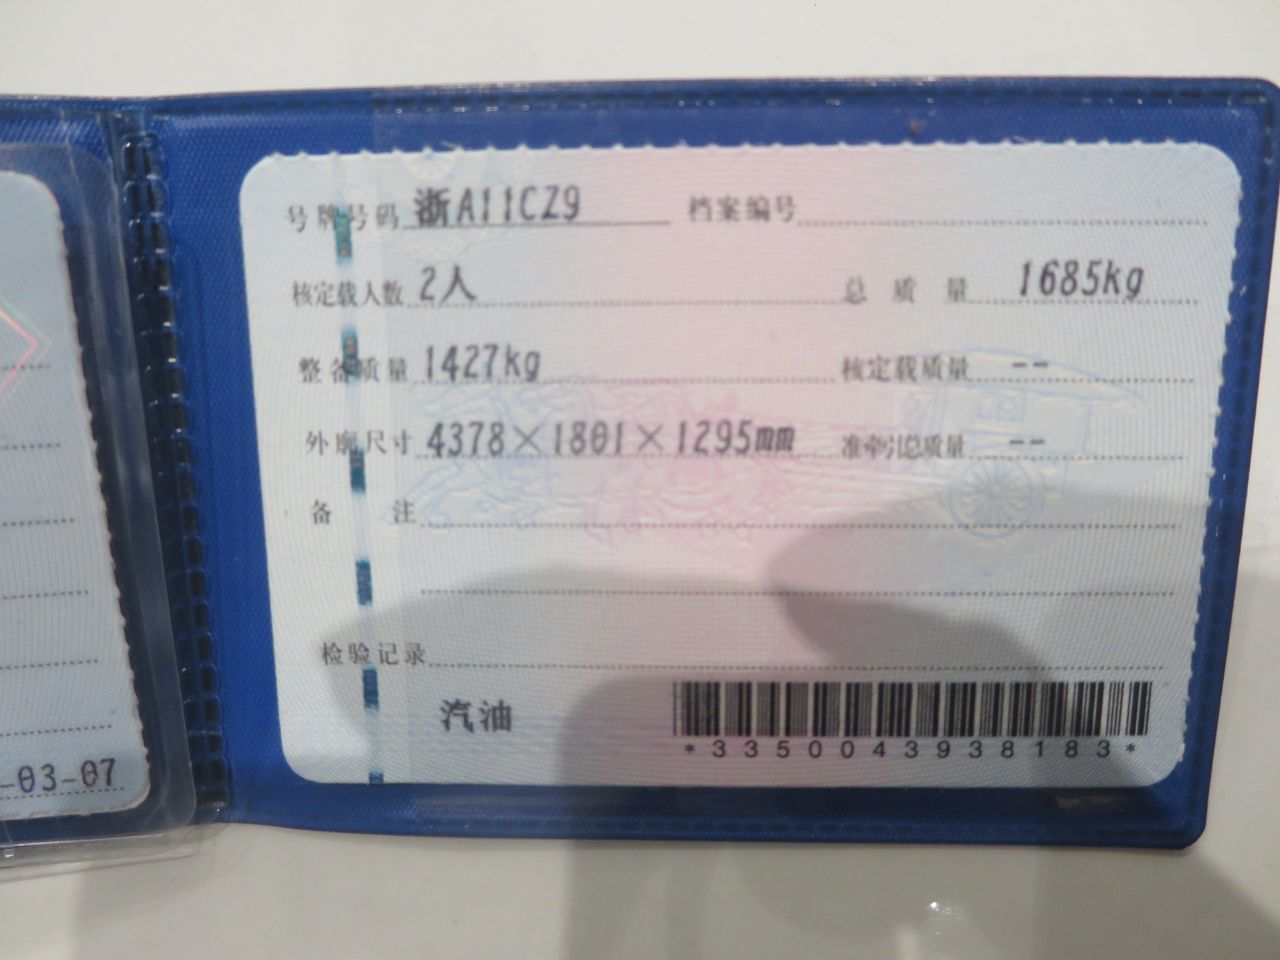 号牌号码 浙A11CZ9 档案编号
核定载人数 2人 总质量 1685kg
整备质量 1427kg 核定载质量 --
外廓尺寸 4378×1801×1295mm 准牵引总质量 --
备注
检验记录
汽油
*3350043938183*
-03-07